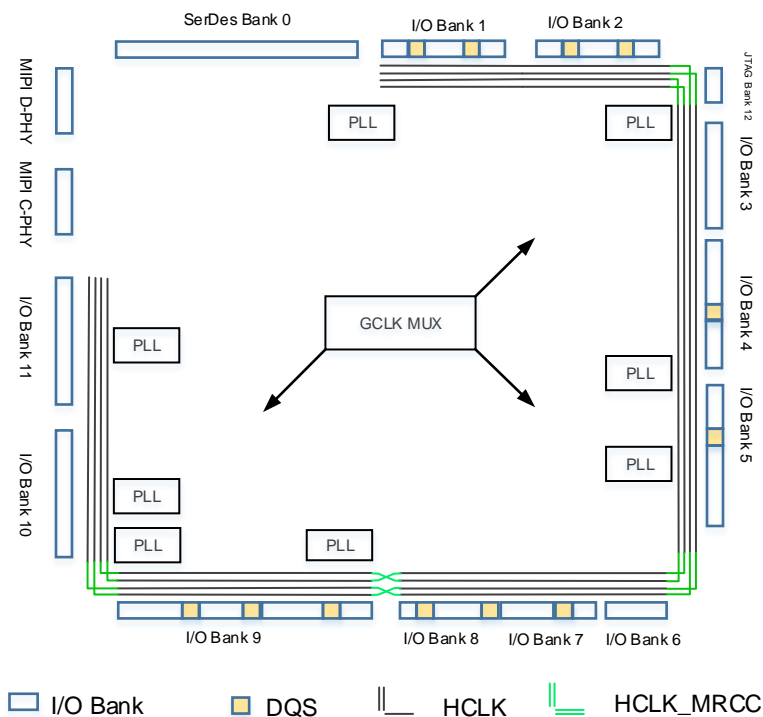 SerDes Bank 0
I/O Bank 1
I/O Bank 2
MIPI D-PHY
JTAG Bank 12
PLL
PLL
I/O Bank 3
MIPI C-PHY
GCLK MUX
I/O Bank 4
I/O Bank 11
PLL
PLL
I/O Bank 5
PLL
I/O Bank 10
PLL
PLL
PLL
I/O Bank 9
I/O Bank 8
I/O Bank 7
I/O Bank 6
I/O Bank
DQS
HCLK
HCLK_MRCC